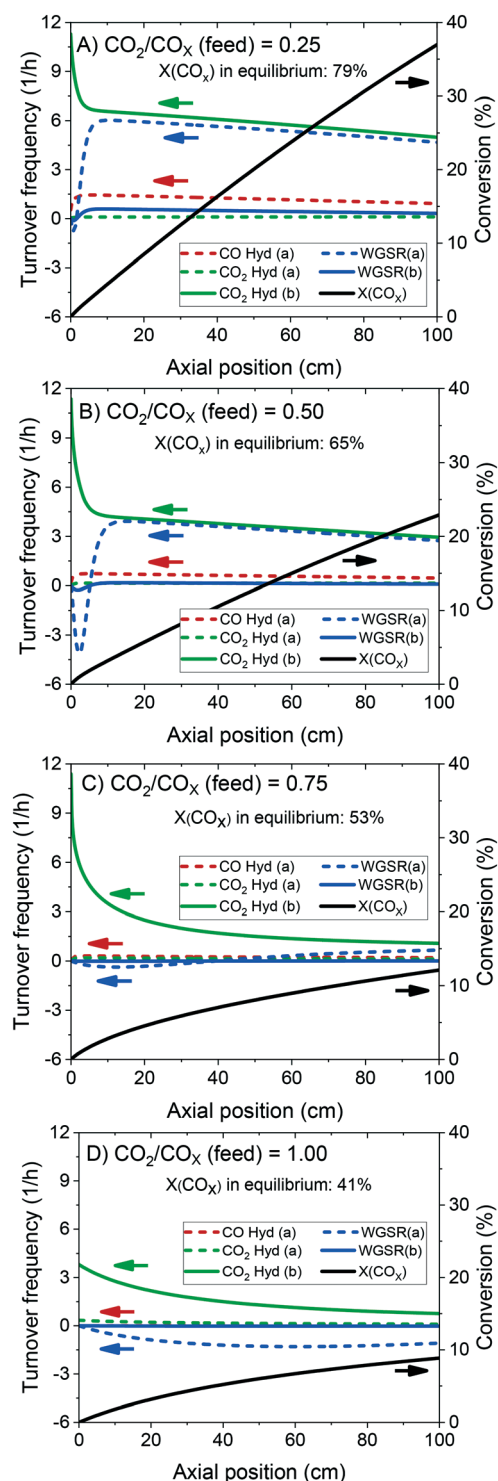 A) CO₂/COₓ (feed) = 0.25
X(COₓ) in equilibrium: 79%
Turnover frequency (1/h)
12
9
6
3
0
-3
-6
CO Hyd (a)
WGSR(a)
CO₂ Hyd (a)
WGSR(b)
CO₂ Hyd (b)
X(COₓ)
40
30
20
10
0
Conversion (%)
0 20 40 60 80 100
Axial position (cm)
B) CO₂/COₓ (feed) = 0.50
X(COₓ) in equilibrium: 65%
Turnover frequency (1/h)
12
9
6
3
0
-3
-6
CO Hyd (a)
WGSR(a)
CO₂ Hyd (a)
WGSR(b)
CO₂ Hyd (b)
X(COₓ)
40
30
20
10
0
Conversion (%)
0 20 40 60 80 100
Axial position (cm)
C) CO₂/COₓ (feed) = 0.75
X(COₓ) in equilibrium: 53%
Turnover frequency (1/h)
12
9
6
3
0
-3
-6
CO Hyd (a)
WGSR(a)
CO₂ Hyd (a)
WGSR(b)
CO₂ Hyd (b)
X(COₓ)
40
30
20
10
0
Conversion (%)
0 20 40 60 80 100
Axial position (cm)
D) CO₂/COₓ (feed) = 1.00
X(COₓ) in equilibrium: 41%
Turnover frequency (1/h)
12
9
6
3
0
-3
-6
CO Hyd (a)
WGSR(a)
CO₂ Hyd (a)
WGSR(b)
CO₂ Hyd (b)
X(COₓ)
40
30
20
10
0
Conversion (%)
0 20 40 60 80 100
Axial position (cm)